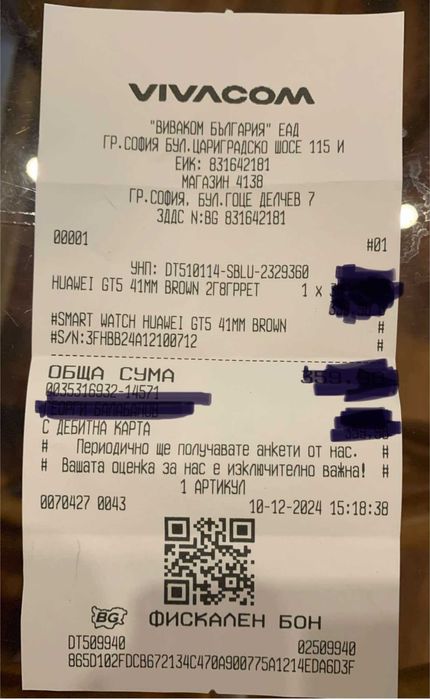 VIVACOM
"ВИВАКОМ БЪЛГАРИЯ" ЕАД
ГР.СОФИЯ БУЛ.ЦАРИГРАДСКО ШОСЕ 115 И
ЕИК: 831642181
МАГАЗИН 4138
ГР.СОФИЯ, БУЛ.ГОЦЕ ДЕЛЧЕВ 7
ЗДДС N:BG 831642181
00001 #01
УНП: DT510114-SBLU-2329360
HUAWEI GT5 41MM BROWN 2Г8ГРРЕТ 1 x
#SMART WATCH HUAWEI GT5 41MM BROWN #
#S/N:3FHBB24A12100712 #
ОБЩА СУМА
0035316932-14571
С ДЕБИТНА КАРТА
# Периодично ще получавате анкети от нас. #
# Вашата оценка за нас е изключително важна! #
1 АРТИКУЛ
0070427 0043 10-12-2024 15:18:38
BG ФИСКАЛЕН БОН
DT509940 02509940
865D102FDCB672134C470A900775A1214EDA6D3F